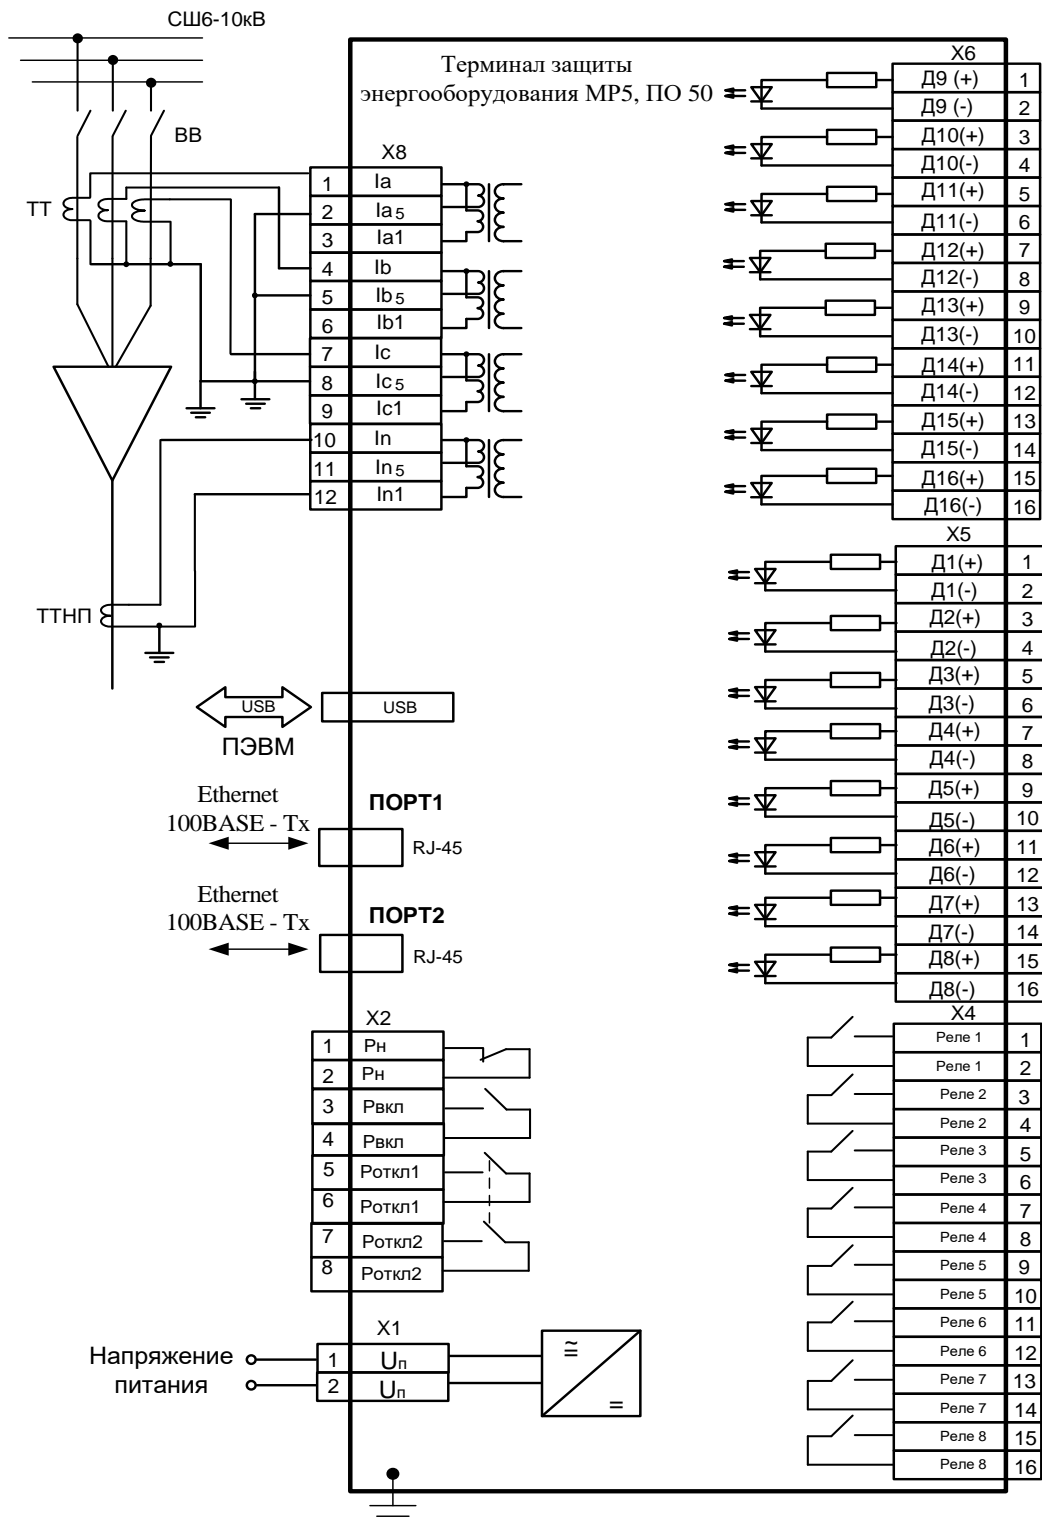 СШ6-10кВ
Терминал защиты
энергооборудования МР5, ПО 50
ВВ
ТТ
X8
1 Ia
2 Ia5
3 Ia1
4 Ib
5 Ib5
6 Ib1
7 Ic
8 Ic5
9 Ic1
10 In
11 In5
12 In1
ТТНП
USB
USB
ПЭВМ
Ethernet
100BASE - Tx
ПОРТ1
RJ-45
Ethernet
100BASE - Tx
ПОРТ2
RJ-45
X2
1 Рн
2 Рн
3 Рвкл
4 Рвкл
5 Роткл1
6 Роткл1
7 Роткл2
8 Роткл2
X1
Напряжение
питания
1 Uп
2 Uп
≅
=
X6
Д9 (+) 1
Д9 (-) 2
Д10(+) 3
Д10(-) 4
Д11(+) 5
Д11(-) 6
Д12(+) 7
Д12(-) 8
Д13(+) 9
Д13(-) 10
Д14(+) 11
Д14(-) 12
Д15(+) 13
Д15(-) 14
Д16(+) 15
Д16(-) 16
X5
Д1(+) 1
Д1(-) 2
Д2(+) 3
Д2(-) 4
Д3(+) 5
Д3(-) 6
Д4(+) 7
Д4(-) 8
Д5(+) 9
Д5(-) 10
Д6(+) 11
Д6(-) 12
Д7(+) 13
Д7(-) 14
Д8(+) 15
Д8(-) 16
X4
Реле 1 1
Реле 1 2
Реле 2 3
Реле 2 4
Реле 3 5
Реле 3 6
Реле 4 7
Реле 4 8
Реле 5 9
Реле 5 10
Реле 6 11
Реле 6 12
Реле 7 13
Реле 7 14
Реле 8 15
Реле 8 16